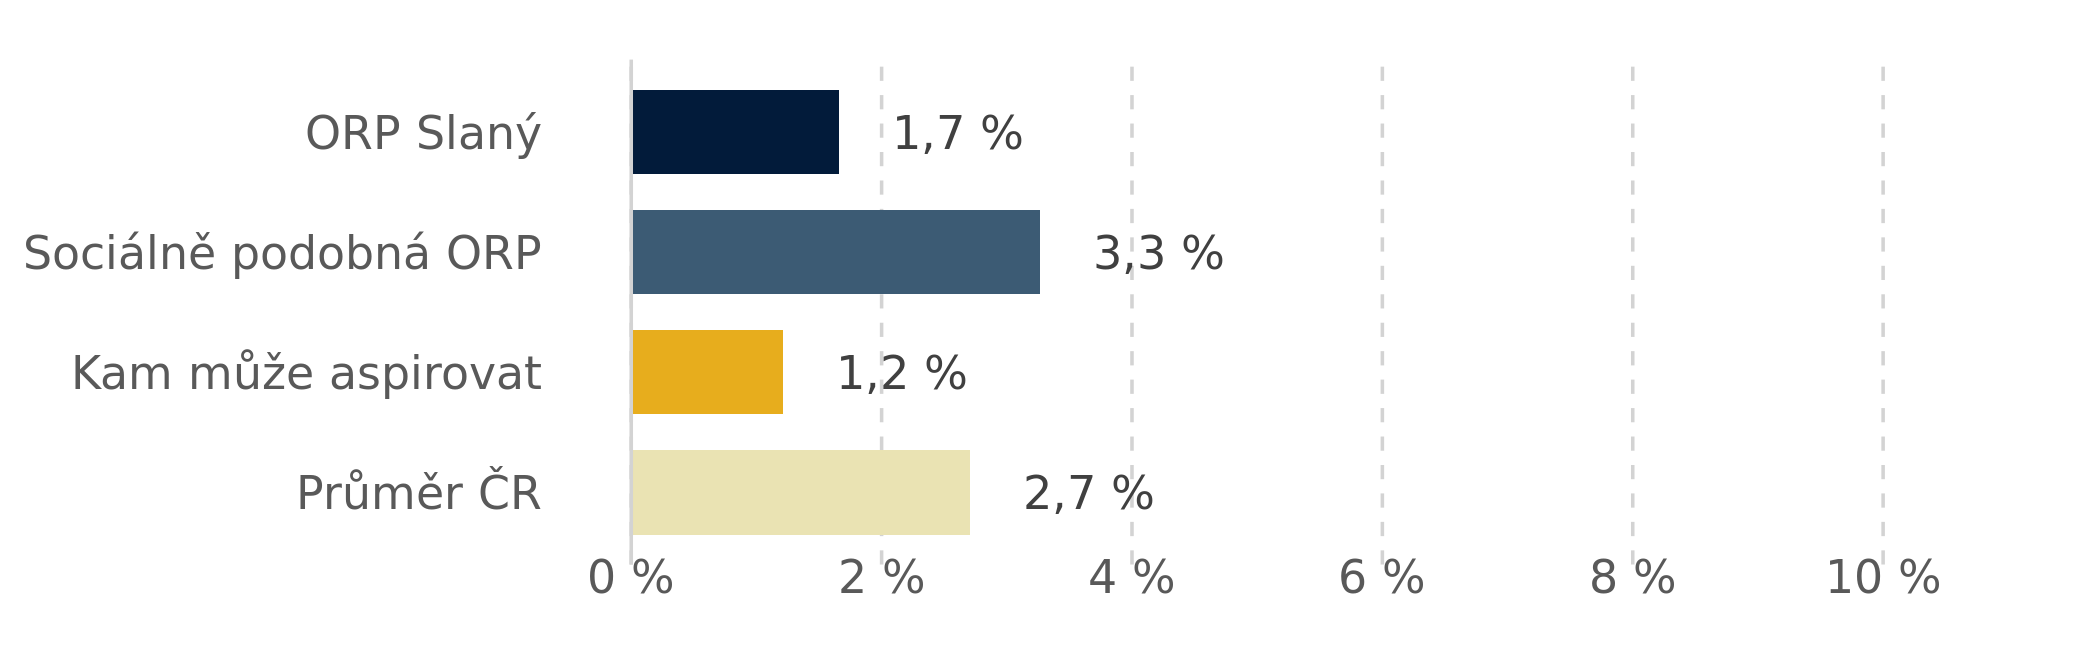 ORP Slaný
1,7 %
Sociálně podobná ORP
3,3 %
Kam může aspirovat
1,2 %
Průměr ČR
2,7 %
0 % 2 % 4 % 6 % 8 % 10 %